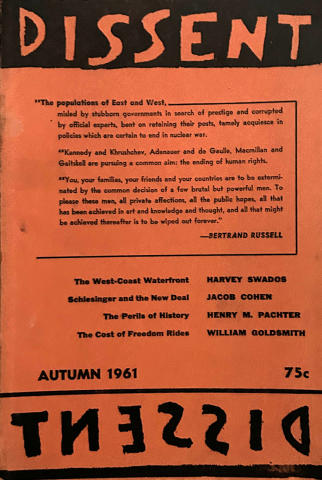 DISSENT
"The populations of East and West,
misled by stubborn governments in search of prestige and corrupted
by official experts, bent on retaining their posts, tamely acquiesce in
policies which are certain to end in nuclear war.
"Kennedy and Khrushchev, Adenauer and de Gaulle, Macmillan and
Gaitskell are pursuing a common aim: the ending of human rights.
"You, your families, your friends and your countries are to be extermi-
nated by the common decision of a few brutal but powerful men. To
please these men, all private affections, all the public hopes, all that
has been achieved in art and knowledge and thought, and all that might
be achieved thereafter is to be wiped out forever."
—BERTRAND RUSSELL
The West-Coast Waterfront HARVEY SWADOS
Schlesinger and the New Deal JACOB COHEN
The Perils of History HENRY M. PACHTER
The Cost of Freedom Rides WILLIAM GOLDSMITH
AUTUMN 1961 75c
DISSENT